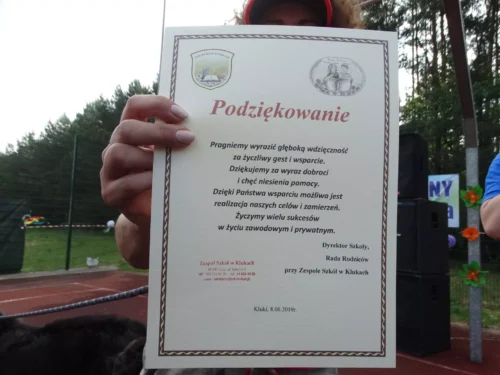 Podziękowanie
Pragniemy wyrazić głęboką wdzięczność
za życzliwy gest i wsparcie.
Dziękujemy za wyraz dobroci
i chęć niesienia pomocy.
Dzięki Państwa wsparciu możliwa jest
realizacja naszych celów i zamierzeń.
Życzymy wielu sukcesów
w życiu zawodowym i prywatnym.
Dyrektor Szkoły,
Rada Rodziców
przy Zespole Szkół w Klukach
Zespół Szkół w Klukach
Kluki, 8.06.2019r.
NY